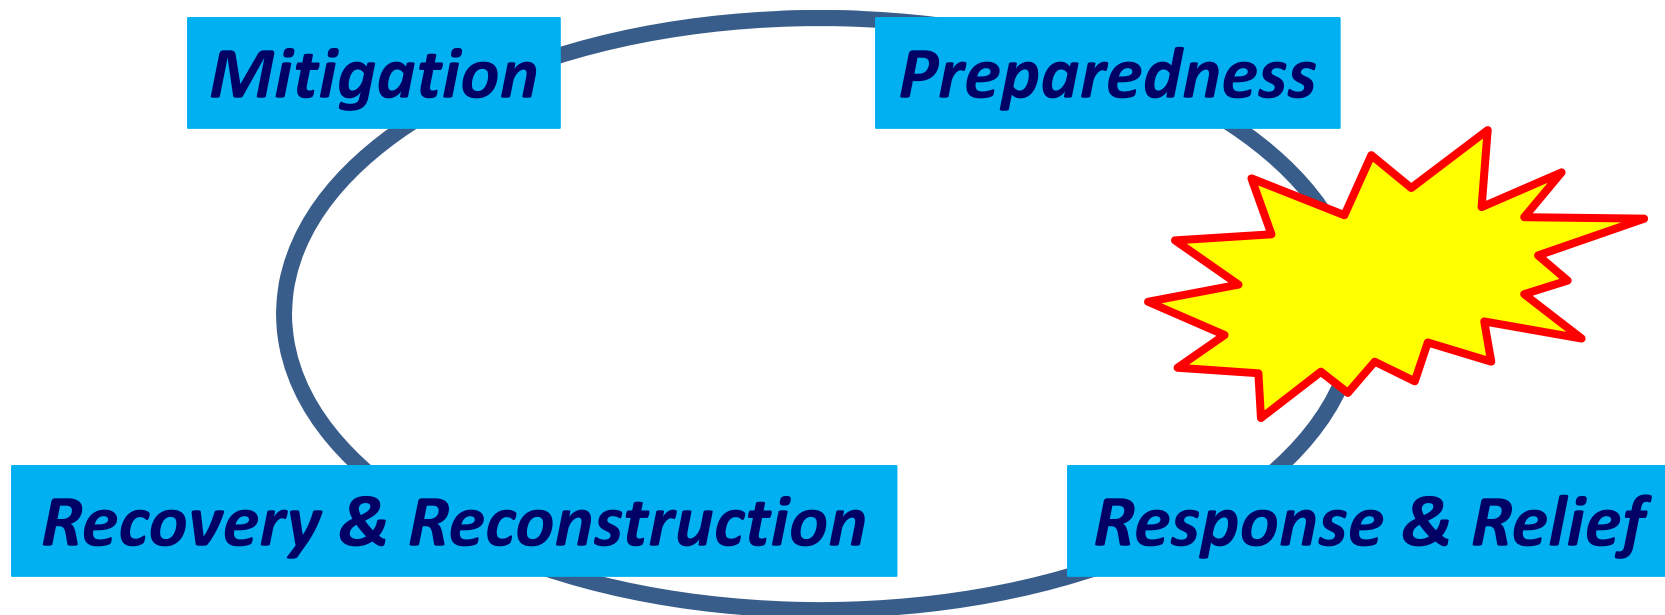 Mitigation
Preparedness
Recovery & Reconstruction
Response & Relief